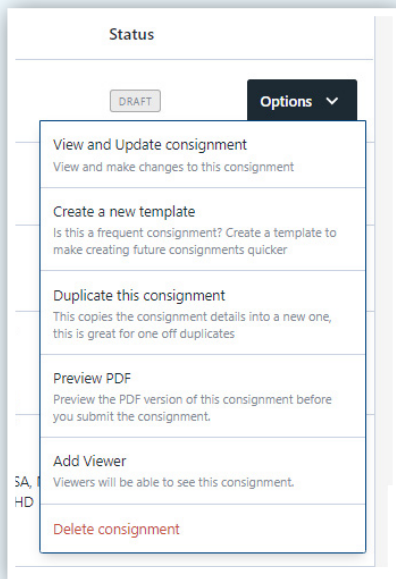 Status
DRAFT
Options
View and Update consignment
View and make changes to this consignment
Create a new template
Is this a frequent consignment? Create a template to
make creating future consignments quicker
Duplicate this consignment
This copies the consignment details into a new one,
this is great for one off duplicates
Preview PDF
Preview the PDF version of this consignment before
you submit the consignment.
Add Viewer
Viewers will be able to see this consignment.
SA,
HD
Delete consignment